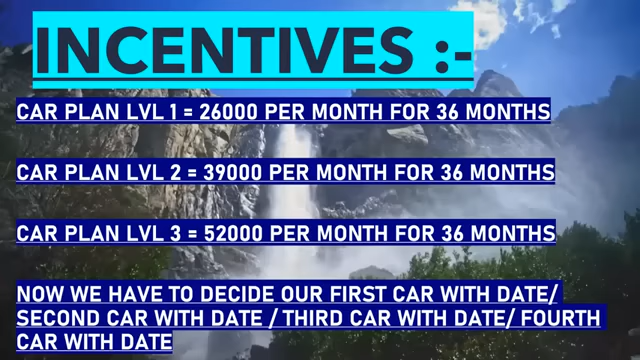 INCENTIVES :-
CAR PLAN LVL 1 = 26000 PER MONTH FOR 36 MONTHS
CAR PLAN LVL 2 = 39000 PER MONTH FOR 36 MONTHS
CAR PLAN LVL 3 = 52000 PER MONTH FOR 36 MONTHS
NOW WE HAVE TO DECIDE OUR FIRST CAR WITH DATE/
SECOND CAR WITH DATE / THIRD CAR WITH DATE/ FOURTH
CAR WITH DATE